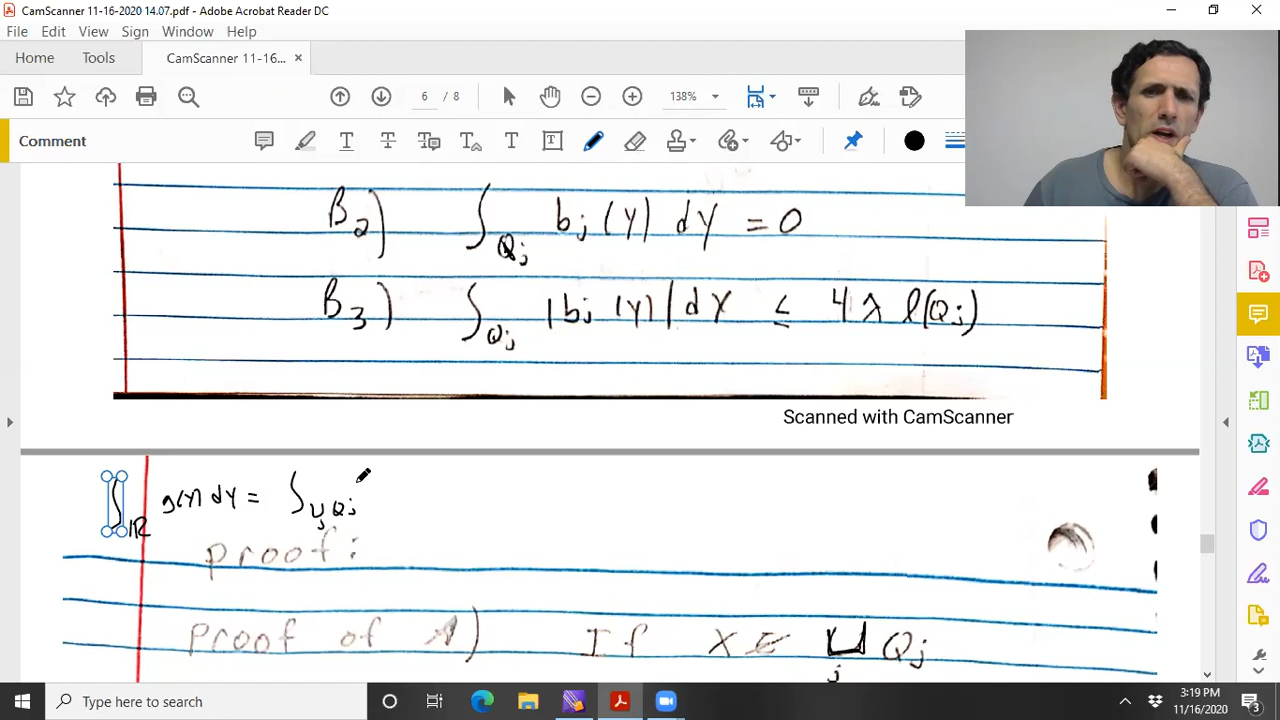 CamScanner 11-16-2020 14.07.pdf - Adobe Acrobat Reader DC
File Edit View Sign Window Help
Home Tools CamScanner 11-16... ×
6 / 8 138%
Comment
B2) ∫Qj bj(y) dy = 0
B3) ∫Qj |bj(y)| dy ≤ 4λ l(Qj)
Scanned with CamScanner
∫ℝ g(y) dy = ∫∪j Qj
proof:
proof of A) If x ∈ ⊔j Qj
Type here to search
3:19 PM
11/16/2020
3